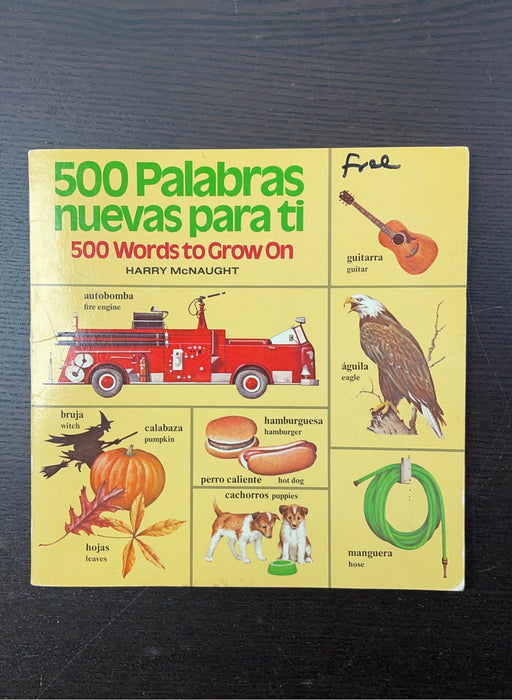 500 Palabras
nuevas para ti
500 Words to Grow On
HARRY McNAUGHT
Free
guitarra
guitar
autobomba
fire engine
águila
eagle
bruja
witch
calabaza
pumpkin
hojas
leaves
hamburguesa
hamburger
perro caliente hot dog
cachorros puppies
manguera
hose